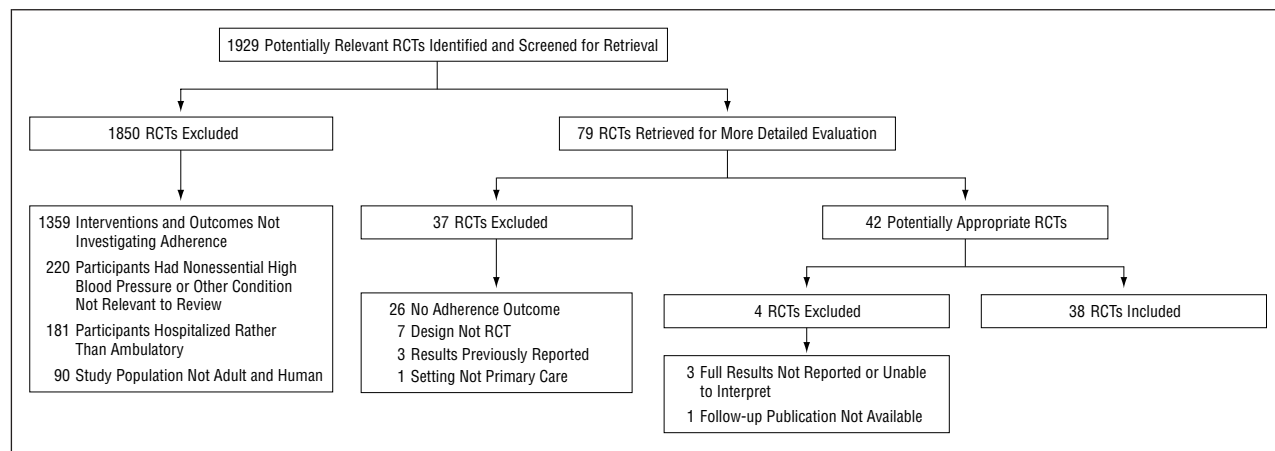 1929 Potentially Relevant RCTs Identified and Screened for Retrieval
1850 RCTs Excluded
79 RCTs Retrieved for More Detailed Evaluation
1359 Interventions and Outcomes Not
Investigating Adherence
220 Participants Had Nonessential High
Blood Pressure or Other Condition
Not Relevant to Review
181 Participants Hospitalized Rather
Than Ambulatory
90 Study Population Not Adult and Human
37 RCTs Excluded
42 Potentially Appropriate RCTs
26 No Adherence Outcome
7 Design Not RCT
3 Results Previously Reported
1 Setting Not Primary Care
4 RCTs Excluded
38 RCTs Included
3 Full Results Not Reported or Unable
to Interpret
1 Follow-up Publication Not Available